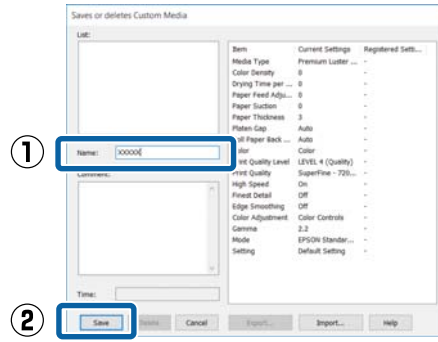 Saves or deletes Custom Media
List:
Item Current Settings Registered Setti...
Media Type Premium Luster ... -
Color Density 0 -
Drying Time per ... 0 -
Paper Feed Adju... 0 -
Paper Suction 0 -
Paper Thickness 3 -
Platen Gap Auto -
oll Paper Back ... Auto -
olor Color -
int Quality Level LEVEL 4 (Quality) -
int Quality SuperFine - 720... -
High Speed On -
Finest Detail Off -
Edge Smoothing Off -
Color Adjustment Color Controls -
Gamma 2.2 -
Mode EPSON Standar... -
Setting Default Setting -
① Name: XXXXX
Comment:
Time:
② Save Delete Cancel Export... Import... Help